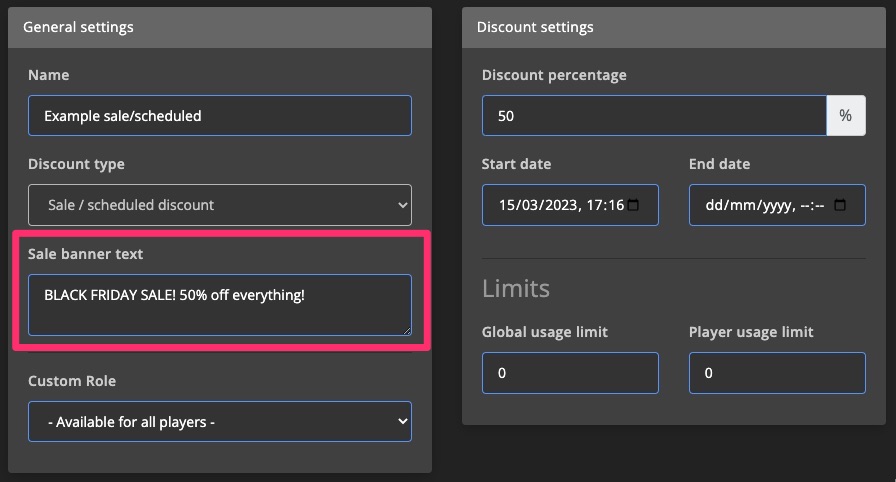 General settings
Name
Example sale/scheduled
Discount type
Sale / scheduled discount
Sale banner text
BLACK FRIDAY SALE! 50% off everything!
Custom Role
- Available for all players -
Discount settings
Discount percentage
50 %
Start date End date
15/03/2023, 17:16 dd/mm/yyyy, --:--
Limits
Global usage limit Player usage limit
0 0